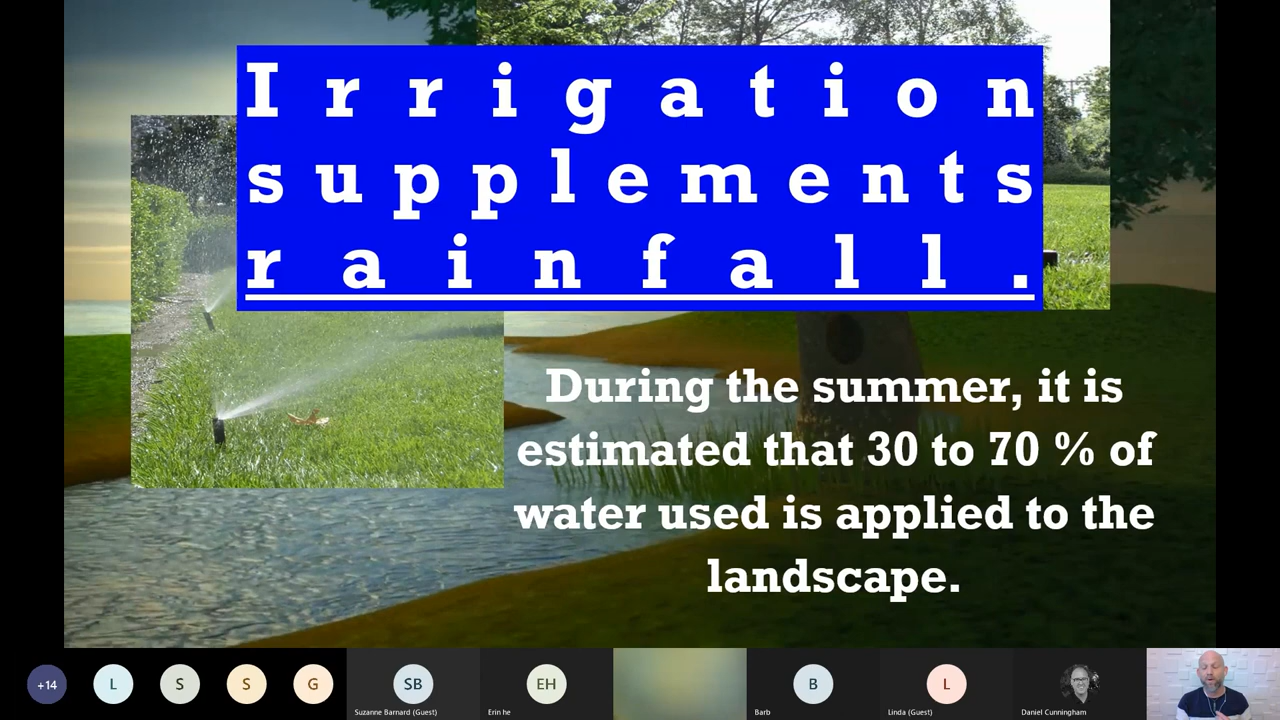 Irrigation
supplements
rainfall.
During the summer, it is
estimated that 30 to 70 % of
water used is applied to the
landscape.
+14
L
S
S
G
SB
EH
B
L
Suzanne Barnard (Guest)
Erin he
Barb
Linda (Guest)
Daniel Cunningham